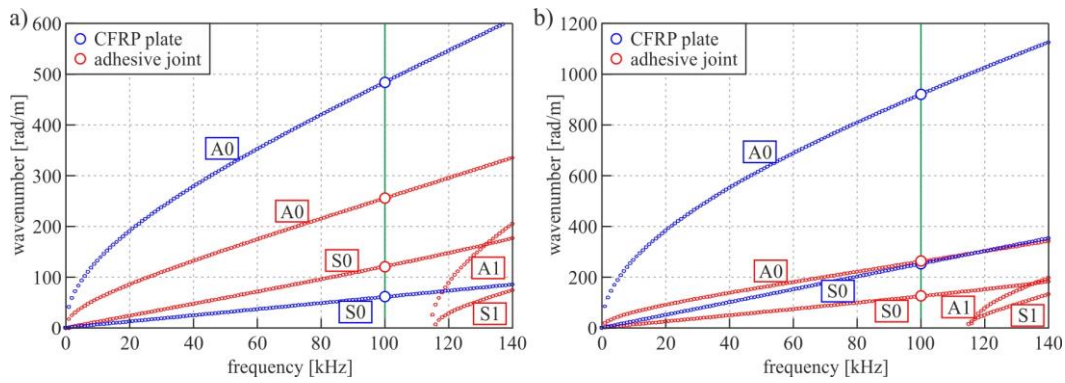 a)
600
500
400
300
200
100
0
wavenumber [rad/m]
CFRP plate
adhesive joint
A0
A0
S0
S0
A1
S1
0 20 40 60 80 100 120 140
frequency [kHz]
b)
1200
1000
800
600
400
200
0
wavenumber [rad/m]
CFRP plate
adhesive joint
A0
A0
S0
S0
A1
S1
0 20 40 60 80 100 120 140
frequency [kHz]